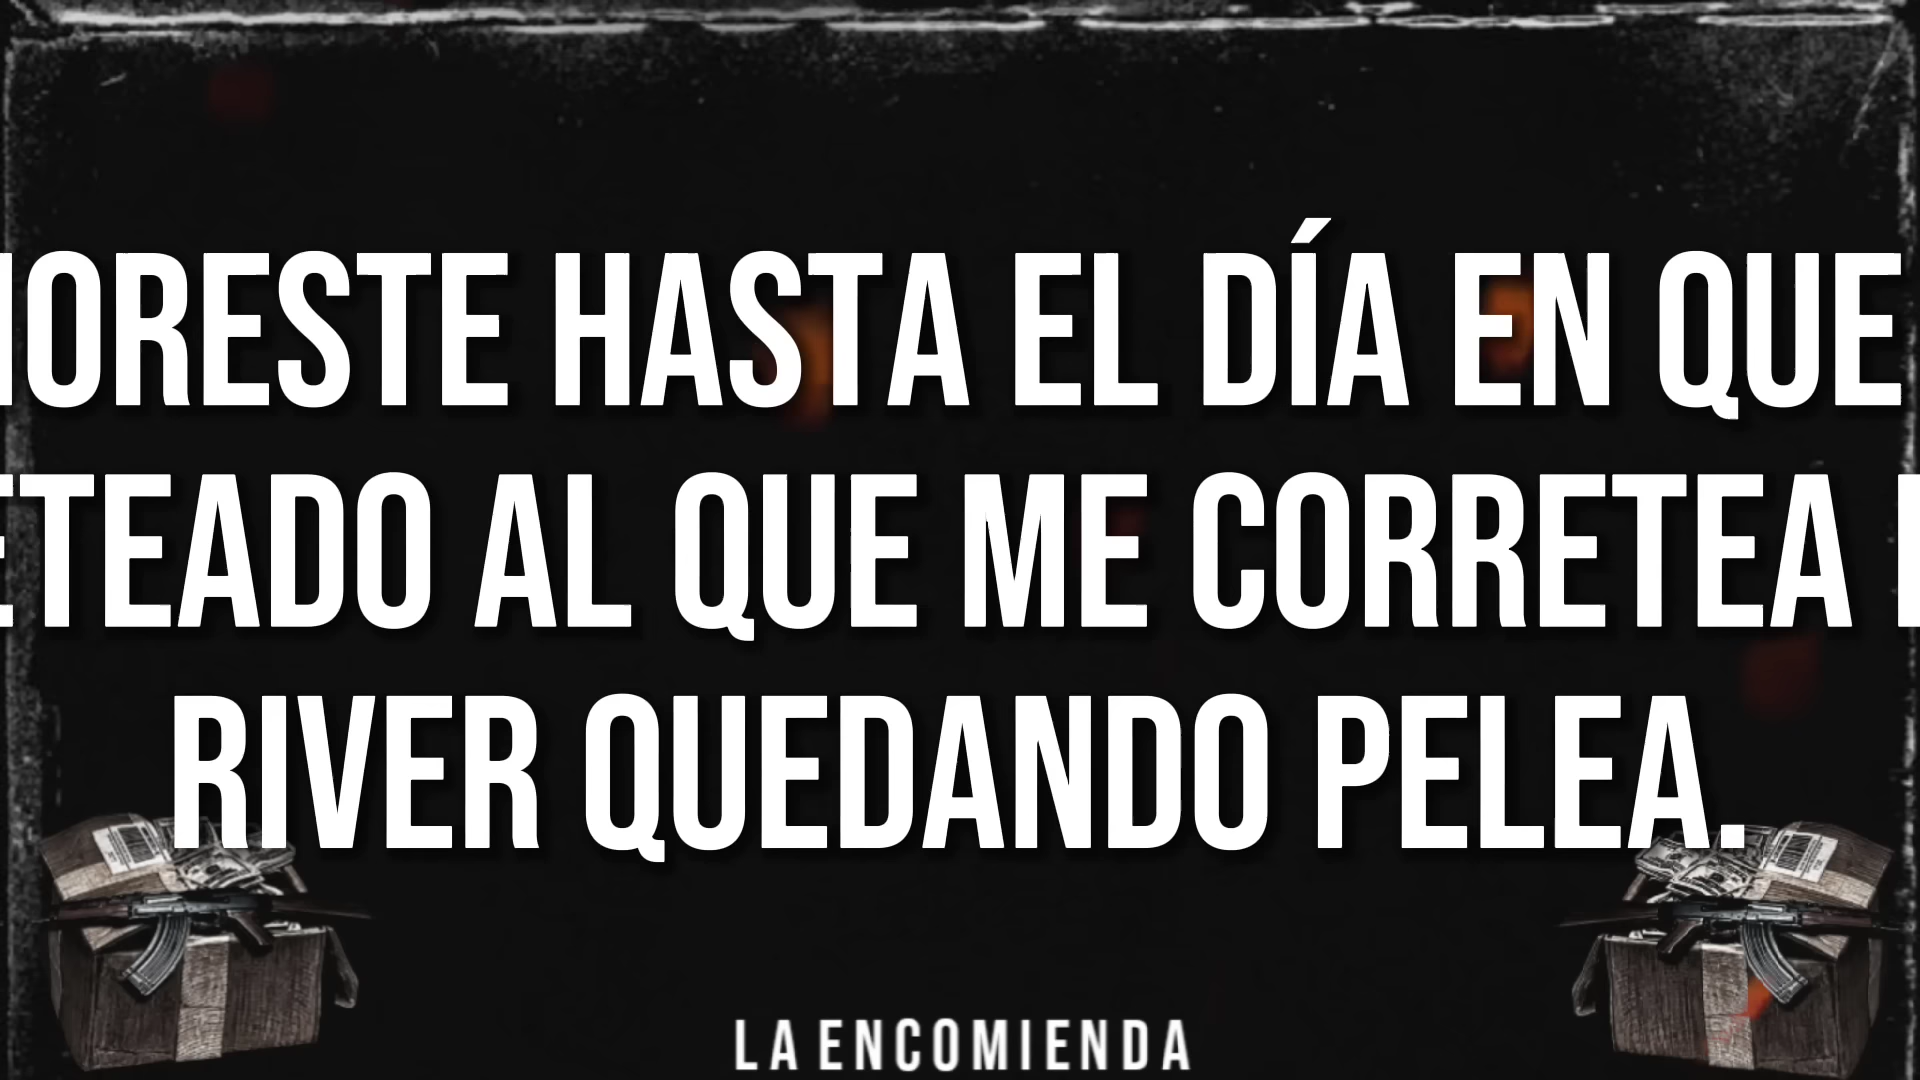 HASTA EL DÍA EN QUE
AL QUE ME CORRETEA
RIVER QUEDANDO PELEA.
LA ENCOMIENDA